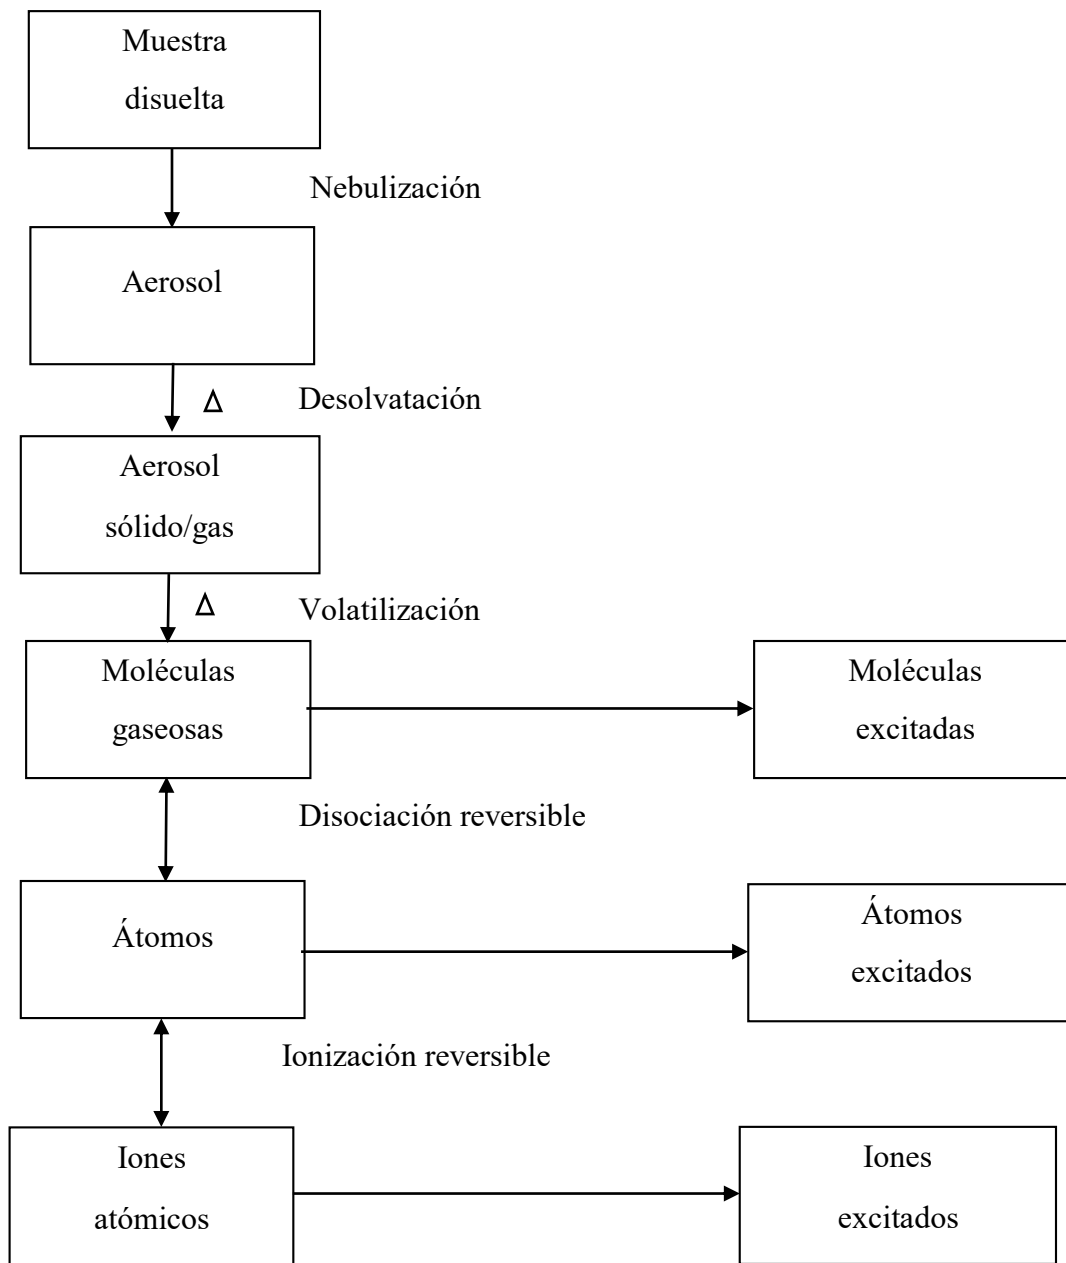 Muestra
disuelta
Nebulización
Aerosol
Δ Desolvatación
Aerosol
sólido/gas
Δ Volatilización
Moléculas
gaseosas
Moléculas
excitadas
Disociación reversible
Átomos
Átomos
excitados
Ionización reversible
Iones
atómicos
Iones
excitados